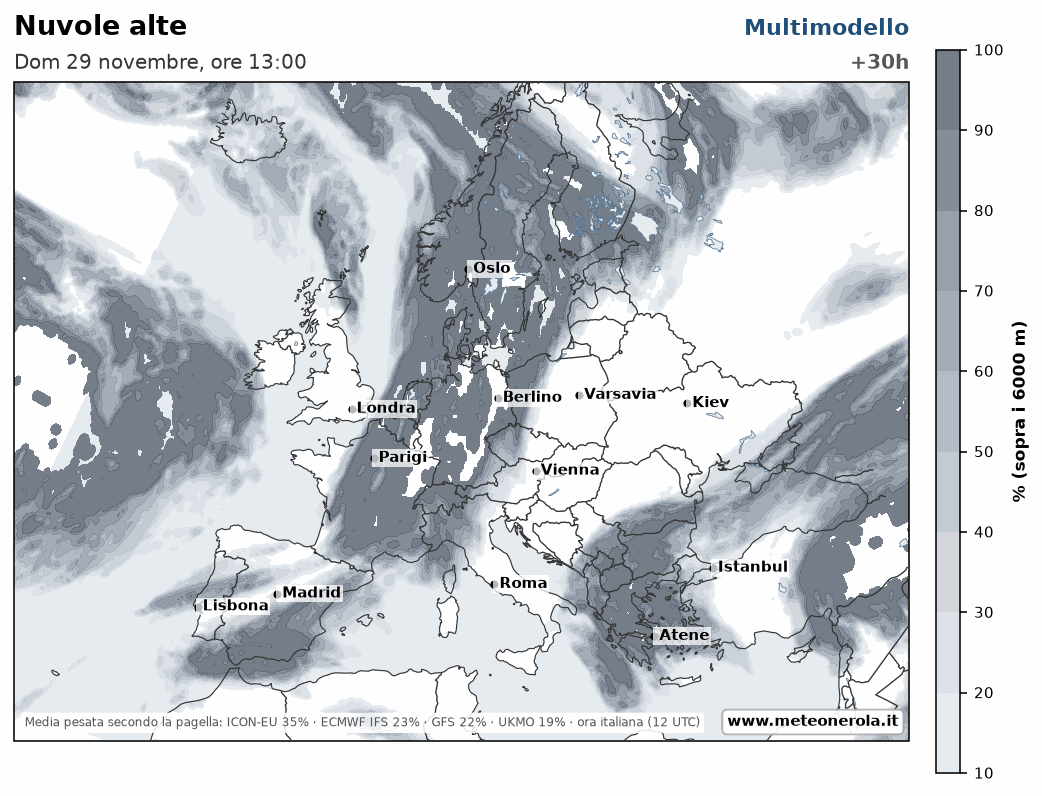 Nuvole alte
Multimodello
Dom 29 novembre, ore 13:00
+30h
Oslo
Berlino
Varsavia
Londra
Kiev
Parigi
Vienna
Istanbul
Roma
Madrid
Lisbona
Atene
Media pesata secondo la pagella: ICON-EU 35% · ECMWF IFS 23% · GFS 22% · UKMO 19% · ora italiana (12 UTC)
www.meteonerola.it
100
90
80
70
60
50
40
30
20
10
% (sopra i 6000 m)